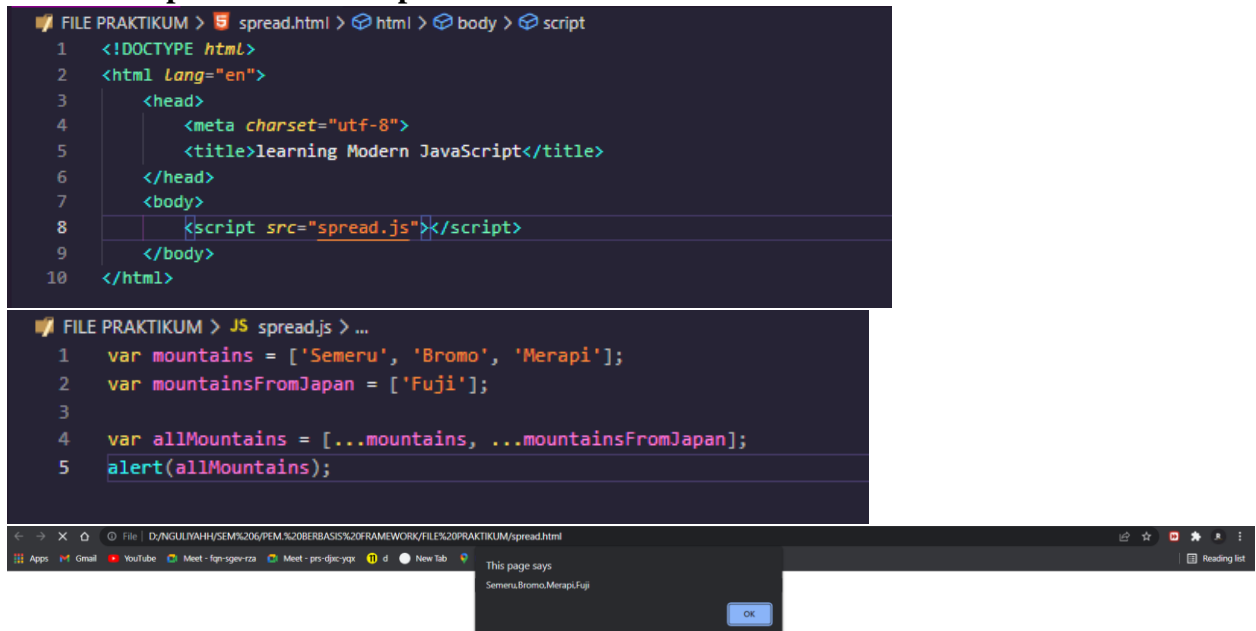 FILE PRAKTIKUM > spread.html > html > body > script
1 <!DOCTYPE html>
2 <html lang="en">
3 <head>
4 <meta charset="utf-8">
5 <title>learning Modern JavaScript</title>
6 </head>
7 <body>
8 <script src="spread.js"></script>
9 </body>
10 </html>
FILE PRAKTIKUM > JS spread.js > ...
1 var mountains = ['Semeru', 'Bromo', 'Merapi'];
2 var mountainsFromJapan = ['Fuji'];
3
4 var allMountains = [...mountains, ...mountainsFromJapan];
5 alert(allMountains);
File | D:/NGULIYAHH/SEM%206/PEM.%20BERBASIS%20FRAMEWORK/FILE%20PRAKTIKUM/spread.html
Apps Gmail YouTube Meet - fqn-sgev-rza Meet - prs-djxc-yqx d New Tab Reading list
This page says
Semeru,Bromo,Merapi,Fuji
OK